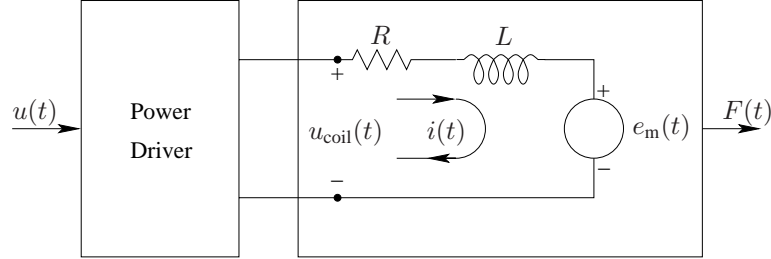 R
L
+
u(t)
Power
Driver
u_coil(t)
i(t)
+
e_m(t)
−
F(t)
−